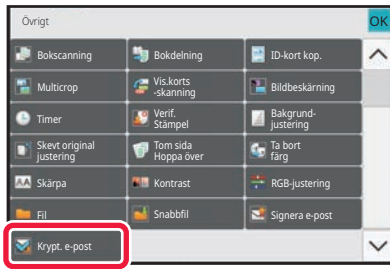 Övrigt
OK
Bokscanning
Bokdelning
ID-kort kop.
Multicrop
Vis.korts
-skanning
Bildbeskärning
Timer
Verif.
Stämpel
Bakgrund-
justering
Skevt original
justering
Tom sida
Hoppa över
Ta bort
färg
AA Skärpa
Kontrast
RGB-justering
Fil
Snabbfil
Signera e-post
Krypt. e-post